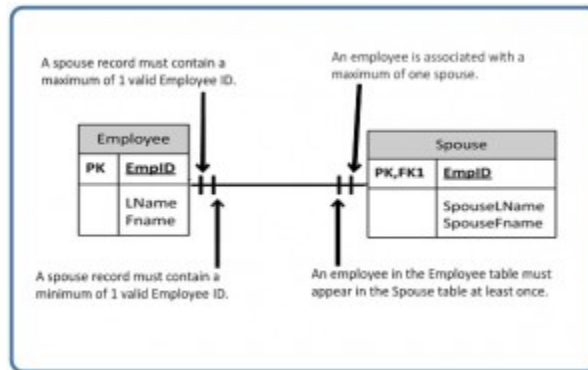 A spouse record must contain a
maximum of 1 valid Employee ID.
An employee is associated with a
maximum of one spouse.
Employee
PK EmpID
LName
Fname
Spouse
PK,FK1 EmpID
SpouseLName
SpouseFname
A spouse record must contain a
minimum of 1 valid Employee ID.
An employee in the Employee table must
appear in the Spouse table at least once.